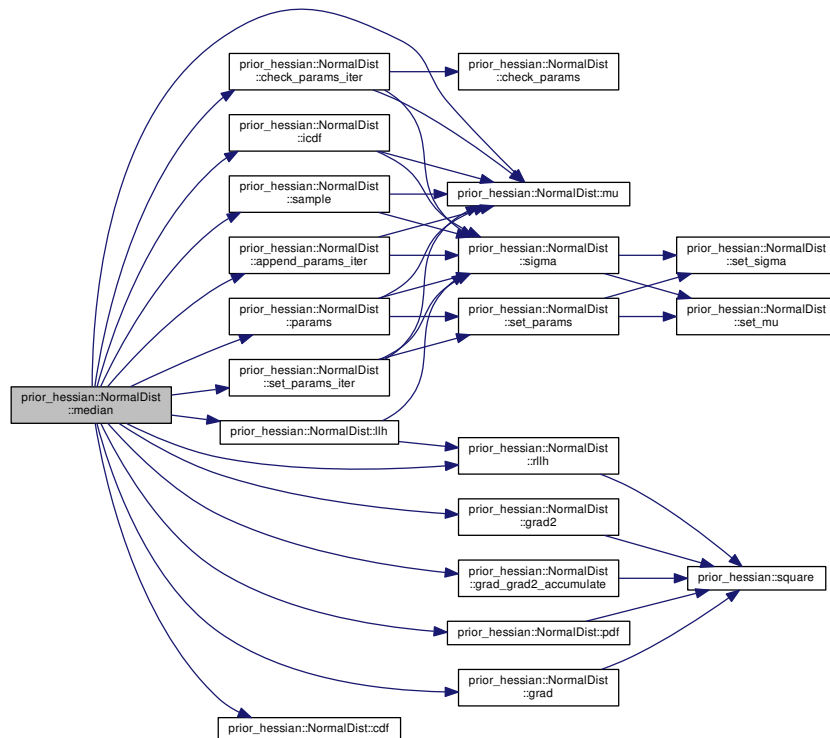 prior_hessian::NormalDist
::median
prior_hessian::NormalDist
::check_params_iter
prior_hessian::NormalDist
::icdf
prior_hessian::NormalDist
::sample
prior_hessian::NormalDist
::append_params_iter
prior_hessian::NormalDist
::params
prior_hessian::NormalDist
::set_params_iter
prior_hessian::NormalDist::llh
prior_hessian::NormalDist::cdf
prior_hessian::NormalDist
::check_params
prior_hessian::NormalDist::mu
prior_hessian::NormalDist
::sigma
prior_hessian::NormalDist
::set_params
prior_hessian::NormalDist
::rllh
prior_hessian::NormalDist
::grad2
prior_hessian::NormalDist
::grad_grad2_accumulate
prior_hessian::NormalDist::pdf
prior_hessian::NormalDist
::grad
prior_hessian::NormalDist
::set_sigma
prior_hessian::NormalDist
::set_mu
prior_hessian::square